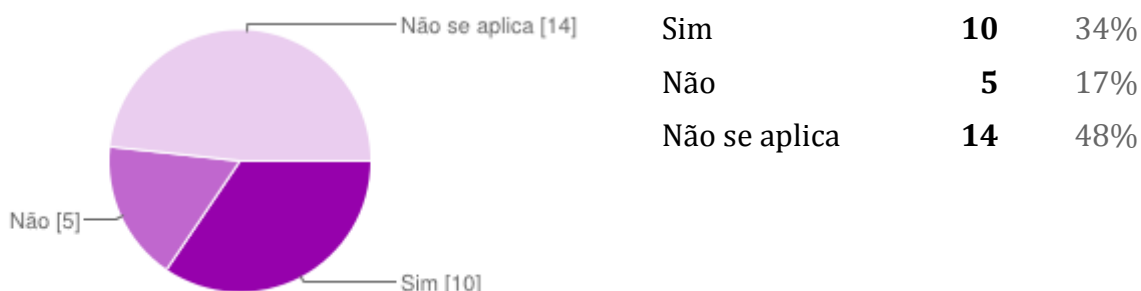 Não se aplica [14]
Não [5]
Sim [10]
Sim 10 34%
Não 5 17%
Não se aplica 14 48%